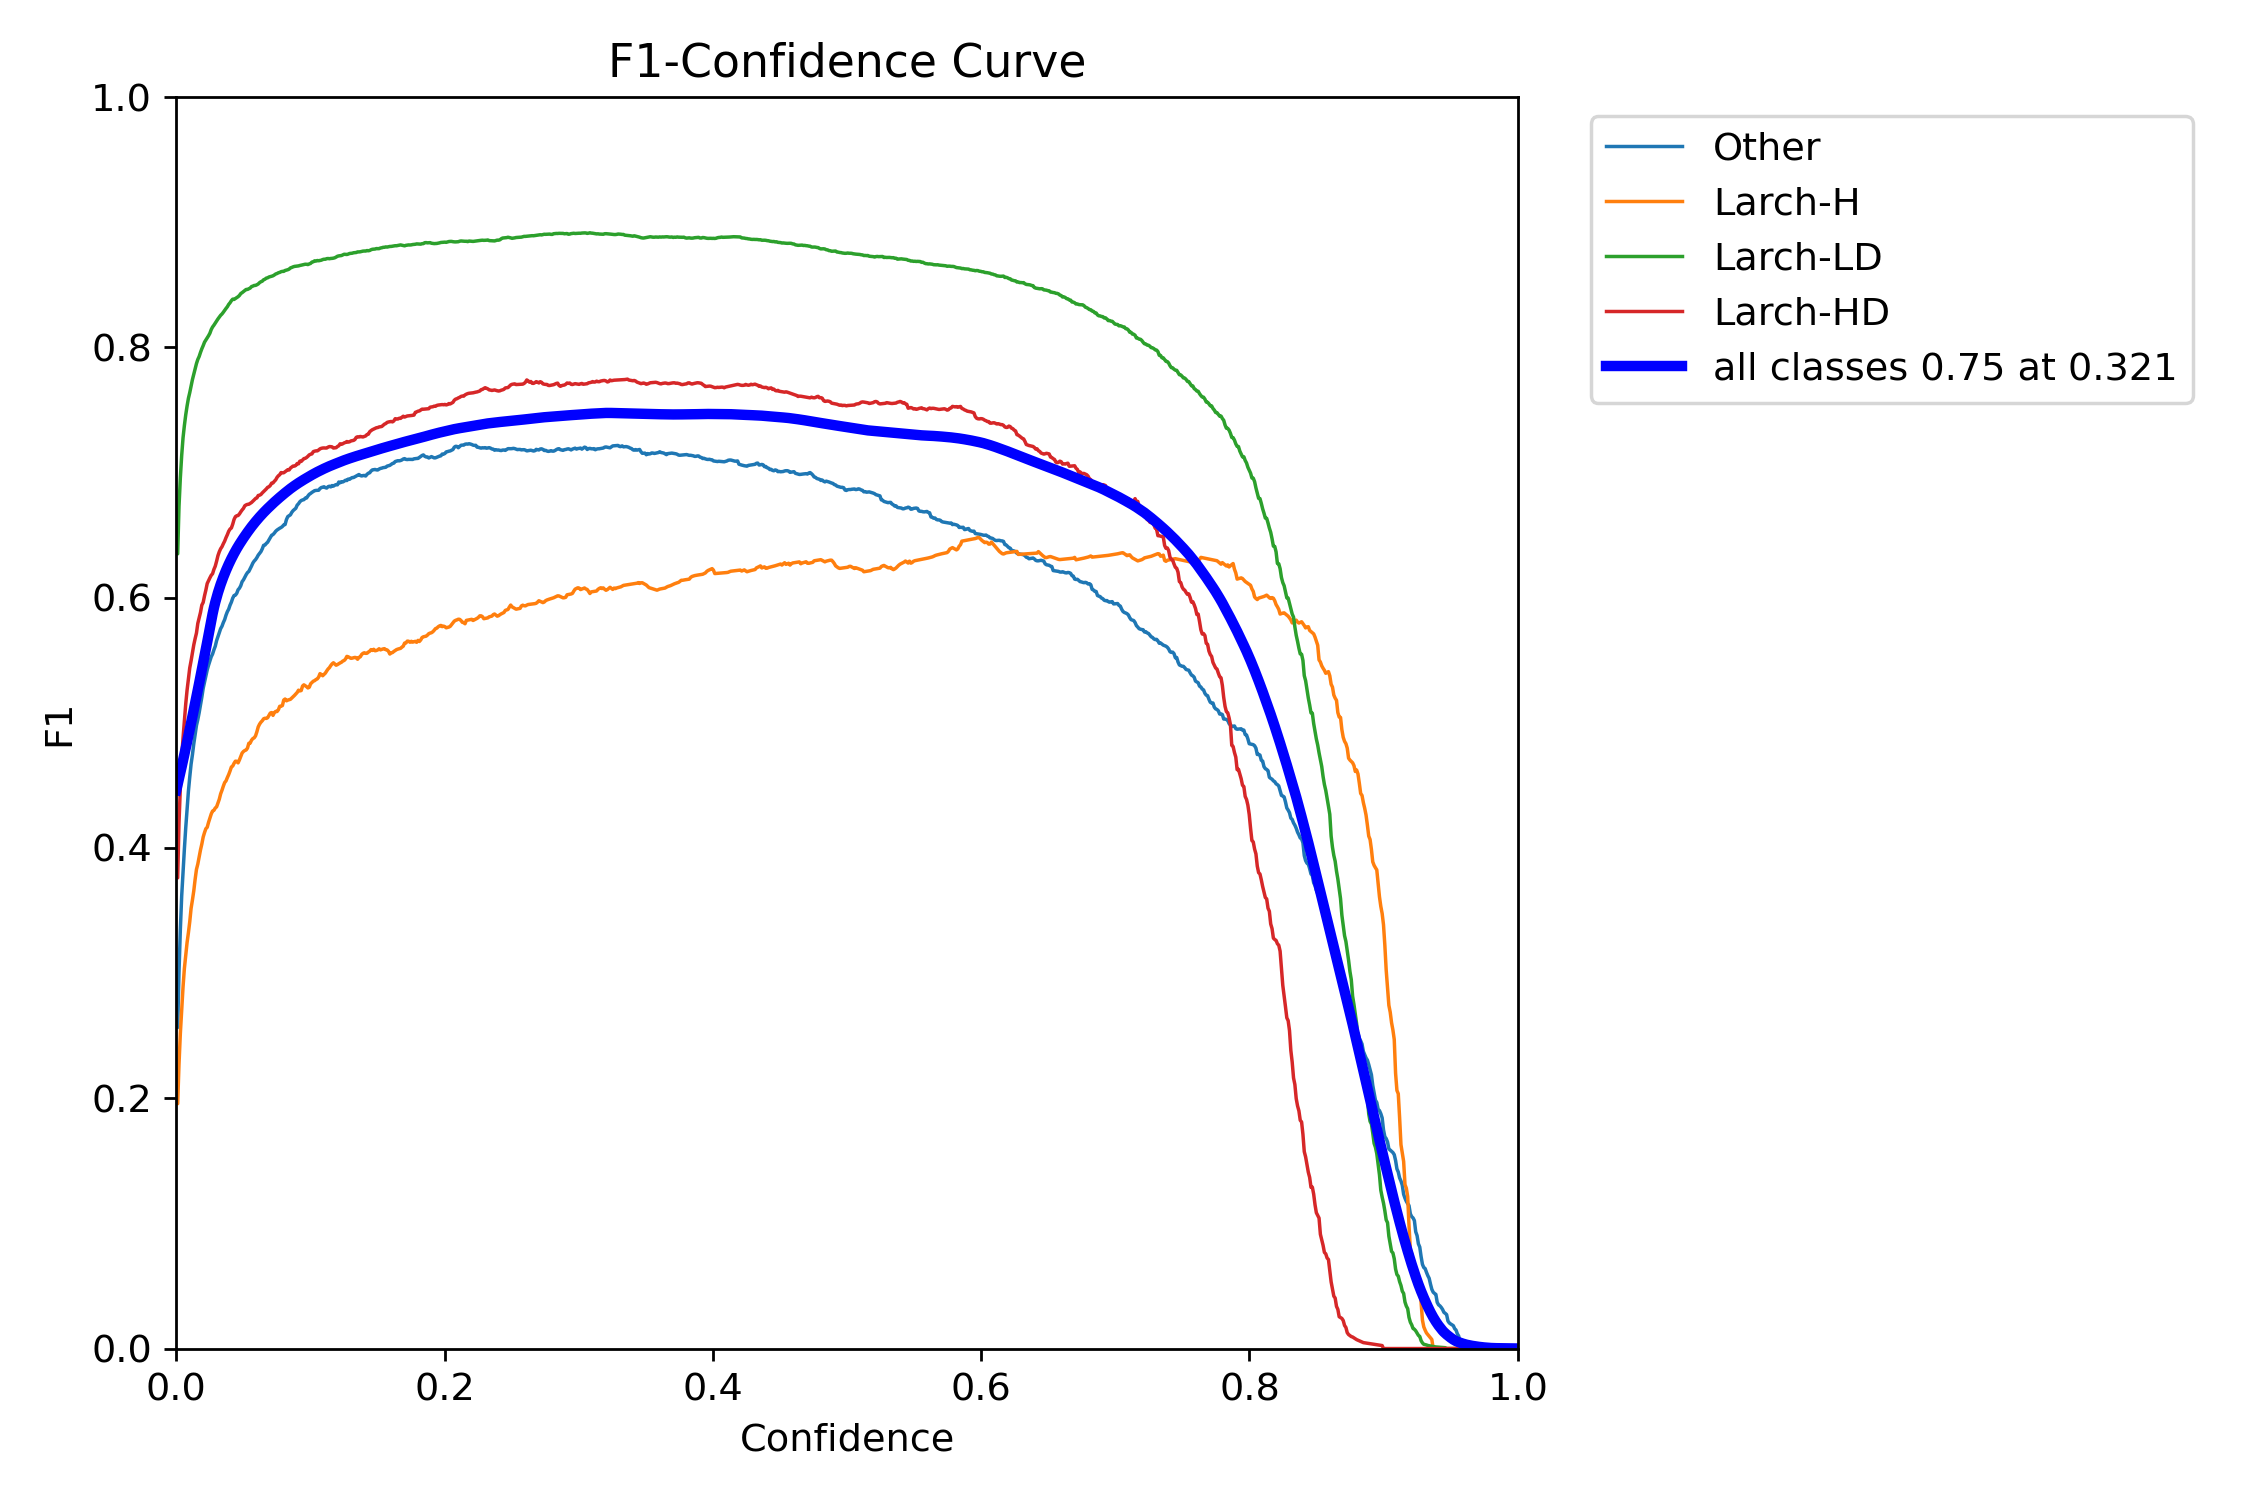 F1-Confidence Curve
1.0
0.8
0.6
0.4
0.2
0.0
F1
0.0 0.2 0.4 0.6 0.8 1.0
Confidence
Other
Larch-H
Larch-LD
Larch-HD
all classes 0.75 at 0.321